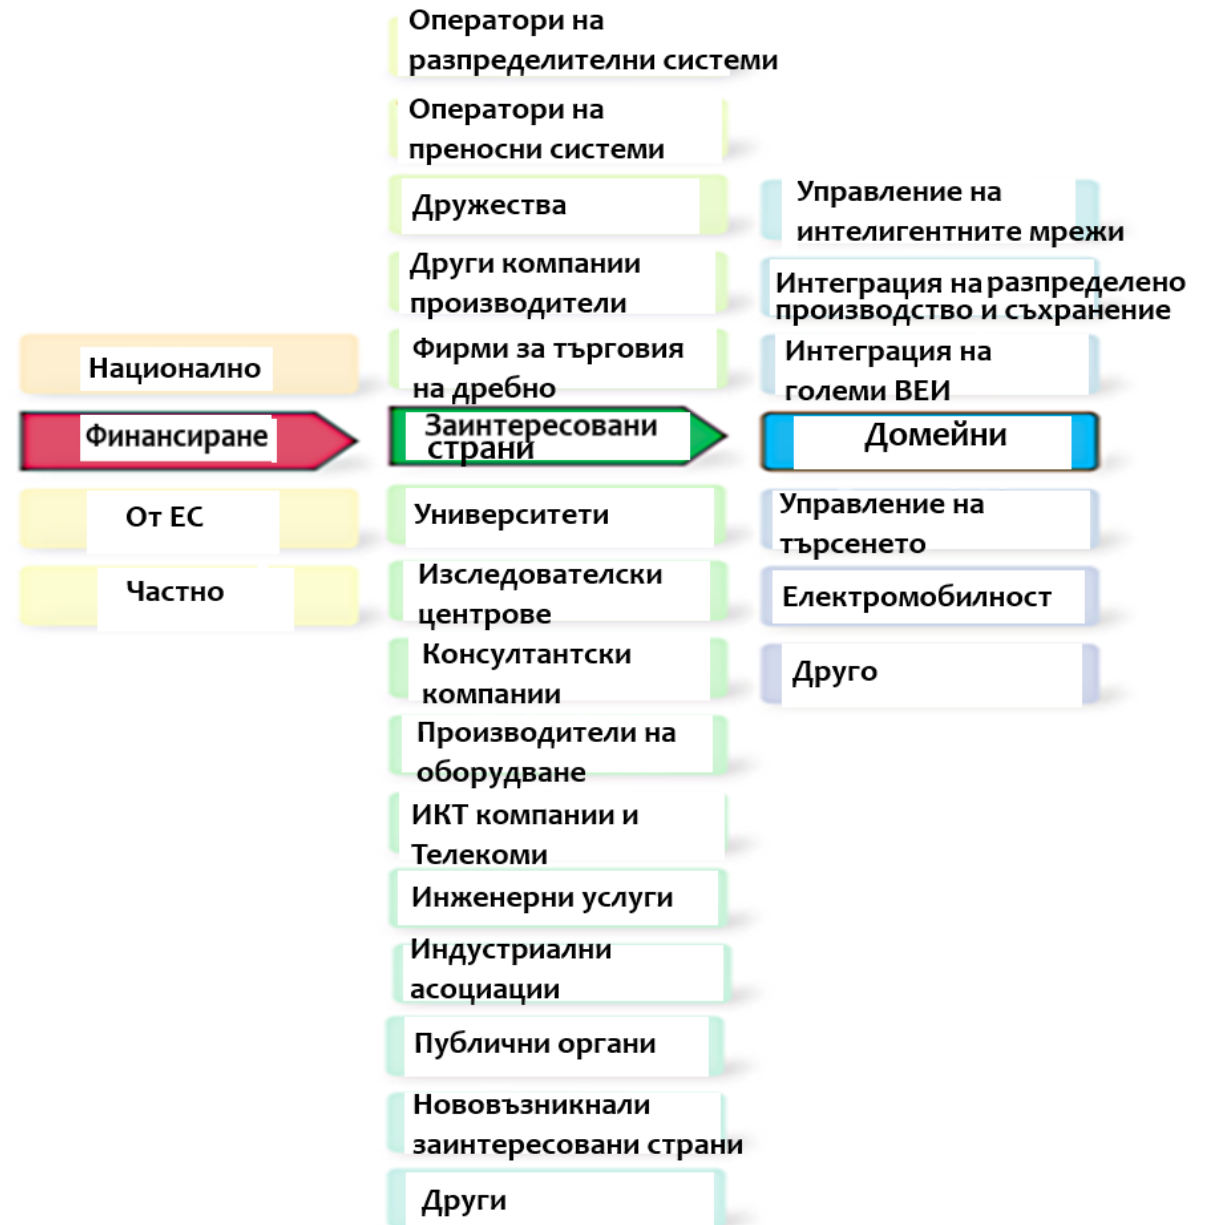 Национално
Финансиране
От ЕС
Частно
Оператори на
разпределителни системи
Оператори на
преносни системи
Дружества
Други компании
производители
Фирми за търговия
на дребно
Заинтересовани
страни
Университети
Изследователски
центрове
Консултантски
компании
Производители на
оборудване
ИКТ компании и
Телекоми
Инженерни услуги
Индустриални
асоциации
Публични органи
Нововъзникнали
заинтересовани страни
Други
Управление на
интелигентните мрежи
Интеграция на разпределено
производство и съхранение
Интеграция на
големи ВЕИ
Домейни
Управление на
търсенето
Електромобилност
Друго